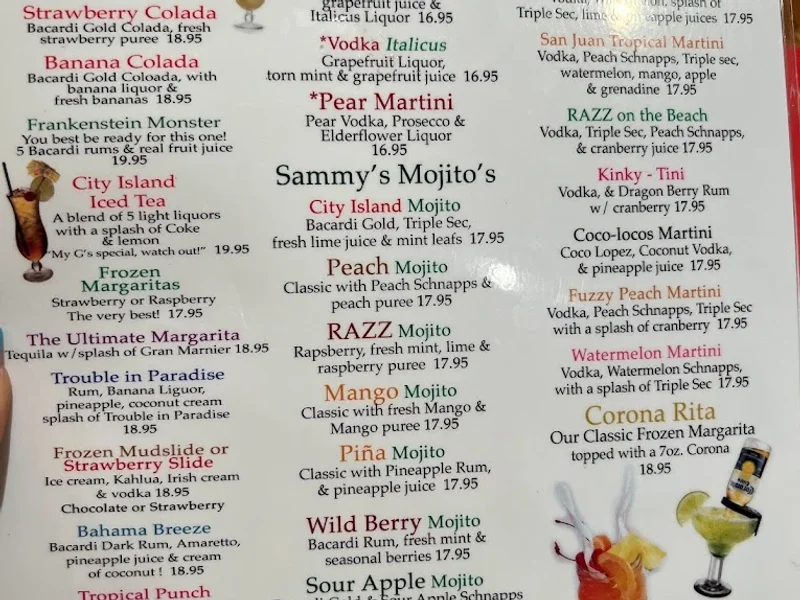 Strawberry Colada
Bacardi Gold Colada, fresh
strawberry puree 18.95
Banana Colada
Bacardi Gold Coloada, with
banana liquor &
fresh bananas 18.95
Frankenstein Monster
You best be ready for this one!
5 Bacardi rums & real fruit juice
19.95
City Island
Iced Tea
A blend of 5 light liquors
with a splash of Coke
& lemon
"My G's special, watch out!" 19.95
Frozen
Margaritas
Strawberry or Raspberry
The very best! 17.95
The Ultimate Margarita
Tequila w/splash of Gran Marnier 18.95
Trouble in Paradise
Rum, Banana Liguor,
pineapple, coconut cream
splash of Trouble in Paradise
18.95
Frozen Mudslide or
Strawberry Slide
Ice cream, Kahlua, Irish cream
& vodka 18.95
Chocolate or Strawberry
Bahama Breeze
Bacardi Dark Rum, Amaretto,
pineapple juice & cream
of coconut ! 18.95
Tropical Punch
grapefruit juice &
Italicus Liquor 16.95
*Vodka Italicus
Grapefruit Liquor,
torn mint & grapefruit juice 16.95
*Pear Martini
Pear Vodka, Prosecco &
Elderflower Liquor
16.95
Sammy's Mojito's
City Island Mojito
Bacardi Gold, Triple Sec,
fresh lime juice & mint leafs 17.95
Peach Mojito
Classic with Peach Schnapps &
peach puree 17.95
RAZZ Mojito
Rapsberry, fresh mint, lime &
raspberry puree 17.95
Mango Mojito
Classic with fresh Mango &
Mango puree 17.95
Piña Mojito
Classic with Pineapple Rum,
& pineapple juice 17.95
Wild Berry Mojito
Bacardi Rum, fresh mint &
seasonal berries 17.95
Sour Apple Mojito
Gold & Sour Apple Schnapps
splash of
Triple Sec, lime pineapple juices 17.95
San Juan Tropical Martini
Vodka, Peach Schnapps, Triple sec,
watermelon, mango, apple
& grenadine 17.95
RAZZ on the Beach
Vodka, Triple Sec, Peach Schnapps,
& cranberry juice 17.95
Kinky - Tini
Vodka, & Dragon Berry Rum
w/ cranberry 17.95
Coco-locos Martini
Coco Lopez, Coconut Vodka,
& pineapple juice 17.95
Fuzzy Peach Martini
Vodka, Peach Schnapps, Triple Sec
with a splash of cranberry 17.95
Watermelon Martini
Vodka, Watermelon Schnapps,
with a splash of Triple Sec 17.95
Corona Rita
Our Classic Frozen Margarita
topped with a 7oz. Corona
18.95